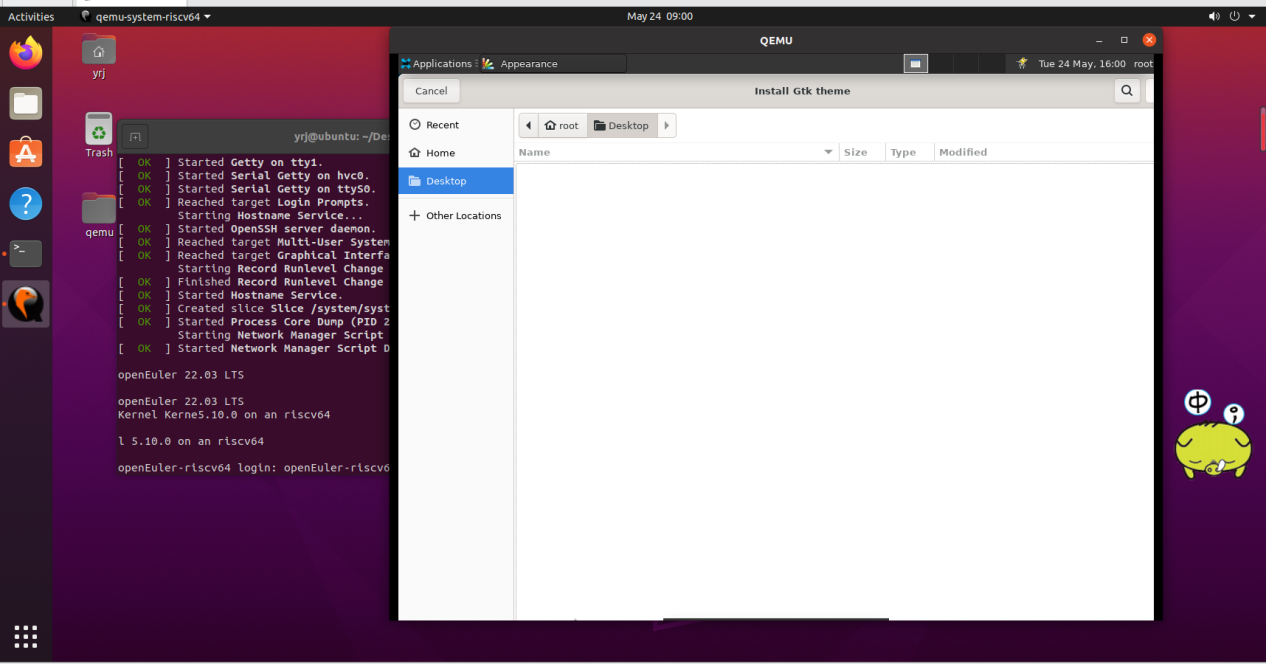 Activities
qemu-system-riscv64
May 24 09:00
yrj
Trash
qemu
yrj@ubuntu: ~/Des
[ OK ] Started Getty on tty1.
[ OK ] Started Serial Getty on hvc0.
[ OK ] Started Serial Getty on ttyS0.
[ OK ] Reached target Login Prompts.
Starting Hostname Service...
[ OK ] Started OpenSSH server daemon.
[ OK ] Reached target Multi-User System
[ OK ] Reached target Graphical Interfa
Starting Record Runlevel Change
[ OK ] Finished Record Runlevel Change
[ OK ] Started Hostname Service.
[ OK ] Created slice Slice /system/syst
[ OK ] Started Process Core Dump (PID 2
Starting Network Manager Script
[ OK ] Started Network Manager Script D
openEuler 22.03 LTS
openEuler 22.03 LTS
Kernel Kerne5.10.0 on an riscv64
l 5.10.0 on an riscv64
openEuler-riscv64 login: openEuler-riscv6
QEMU
Applications
Appearance
Tue 24 May, 16:00
root
Cancel
Install Gtk theme
Recent
Home
Desktop
Other Locations
root
Desktop
Name
Size
Type
Modified
中